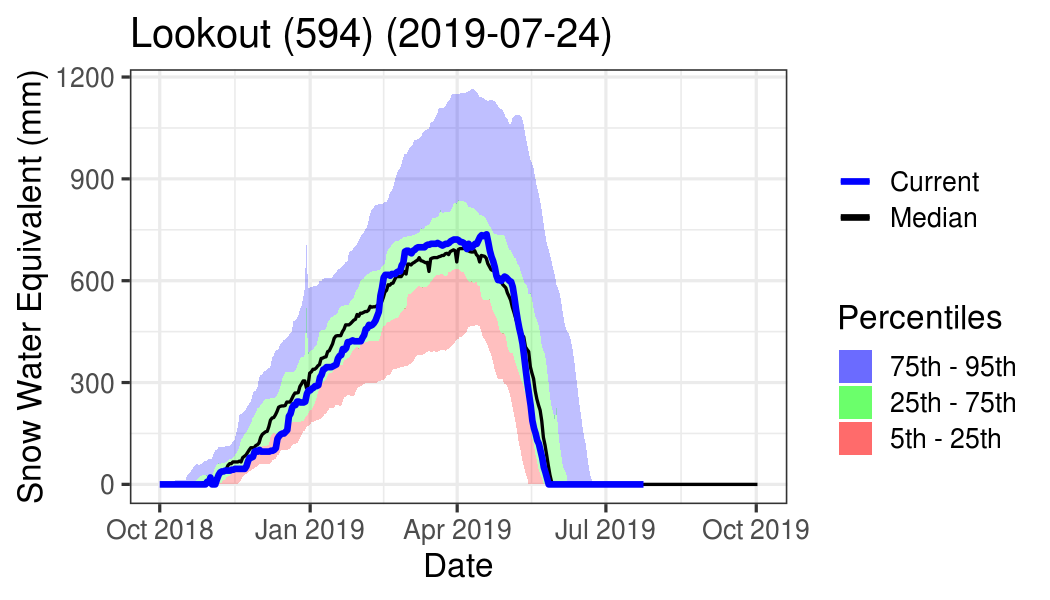 Lookout (594) (2019-07-24)
Snow Water Equivalent (mm)
1200
900
600
300
0
Oct 2018
Jan 2019
Apr 2019
Jul 2019
Oct 2019
Date
Current
Median
Percentiles
75th - 95th
25th - 75th
5th - 25th